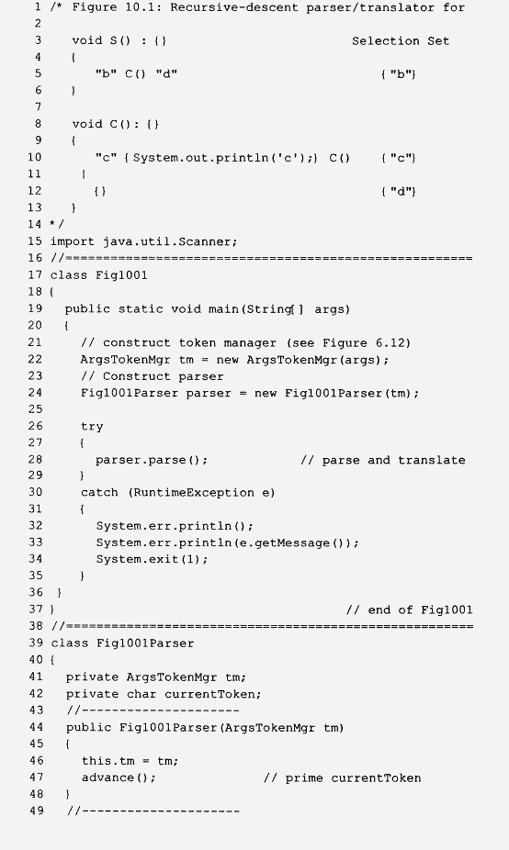 1 /* Figure 10.1: Recursive-descent parser/translator for
2
3 void S() : {} Selection Set
4 {
5 "b" C() "d" {"b"}
6 }
7
8 void C(): {}
9 {
10 "c" {System.out.println('c');} C() {"c"}
11 |
12 {} {"d"}
13 }
14 */
15 import java.util.Scanner;
16 //======================================================
17 class Fig1001
18 {
19 public static void main(String[] args)
20 {
21 // construct token manager (see Figure 6.12)
22 ArgsTokenMgr tm = new ArgsTokenMgr(args);
23 // Construct parser
24 Fig1001Parser parser = new Fig1001Parser(tm);
25
26 try
27 {
28 parser.parse(); // parse and translate
29 }
30 catch (RuntimeException e)
31 {
32 System.err.println();
33 System.err.println(e.getMessage());
34 System.exit(1);
35 }
36 }
37 } // end of Fig1001
38 //======================================================
39 class Fig1001Parser
40 {
41 private ArgsTokenMgr tm;
42 private char currentToken;
43 //---------------------
44 public Fig1001Parser(ArgsTokenMgr tm)
45 {
46 this.tm = tm;
47 advance(); // prime currentToken
48 }
49 //---------------------